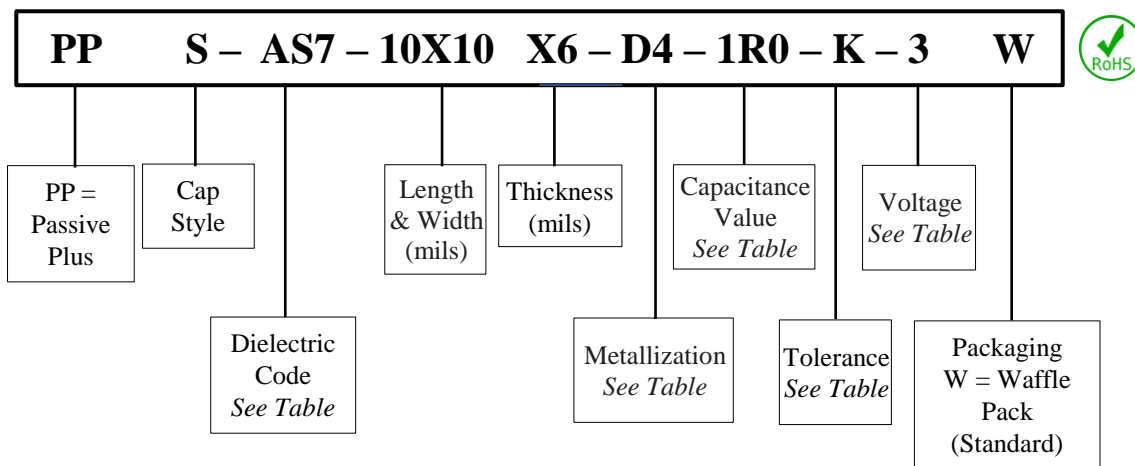 PP S – AS7 – 10X10 X6 – D4 – 1R0 – K – 3 W
RoHS
PP =
Passive
Plus
Cap
Style
Length
& Width
(mils)
Thickness
(mils)
Capacitance
Value
See Table
Voltage
See Table
Dielectric
Code
See Table
Metallization
See Table
Tolerance
See Table
Packaging
W = Waffle
Pack
(Standard)